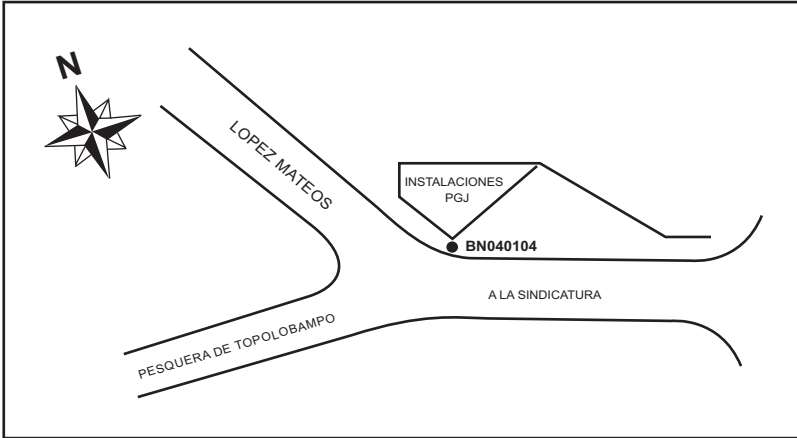 N
LOPEZ MATEOS
INSTALACIONES
PGJ
BN040104
A LA SINDICATURA
PESQUERA DE TOPOLOBAMPO